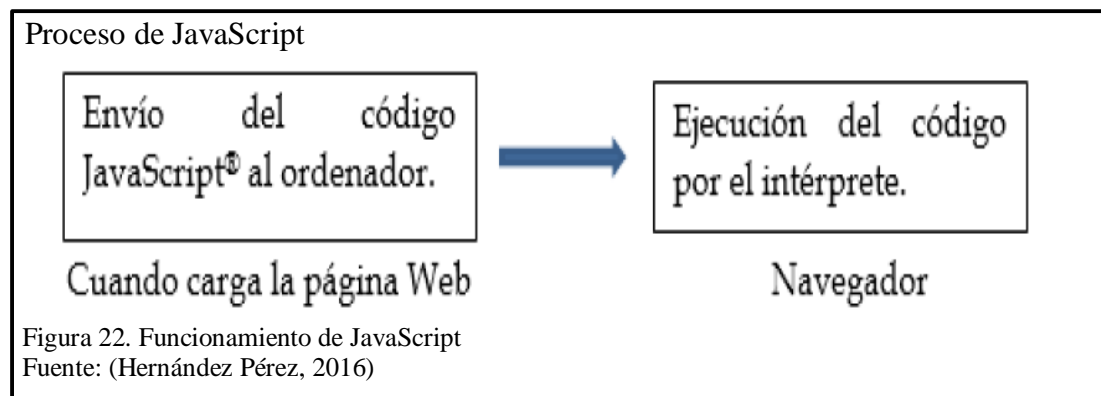 Proceso de JavaScript
Envío del código
JavaScript® al ordenador.
Cuando carga la página Web
Ejecución del código
por el intérprete.
Navegador
Figura 22. Funcionamiento de JavaScript
Fuente: (Hernández Pérez, 2016)